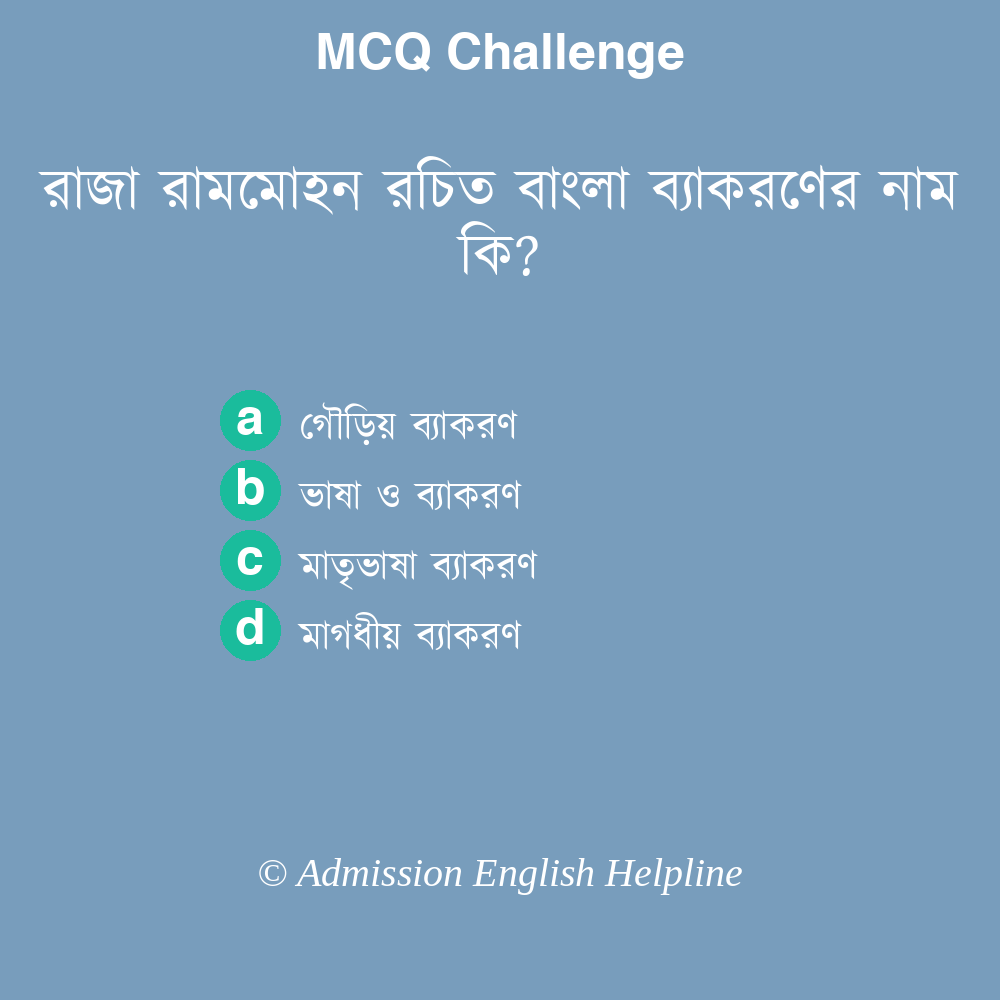 MCQ Challenge
রাজা রামমোহন রচিত বাংলা ব্যাকরণের নাম
কি?
a গৌড়িয় ব্যাকরণ
b ভাষা ও ব্যাকরণ
c মাতৃভাষা ব্যাকরণ
d মাগধীয় ব্যাকরণ
© Admission English Helpline